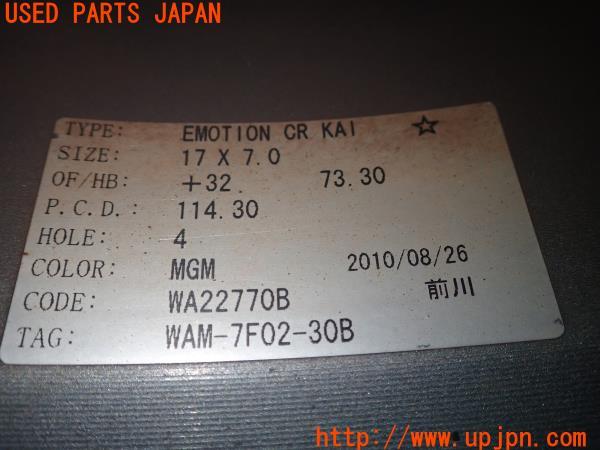 USED PARTS JAPAN
TYPE: EMOTION CR KAI ☆
SIZE: 17 X 7.0
OF/HB: +32. 73.30
P.C.D.: 114.30
HOLE: 4
COLOR: MGM 2010/08/26
CODE: WA22770B 前川
TAG: WAM-7F02-30B
http://www.upjpn.com/